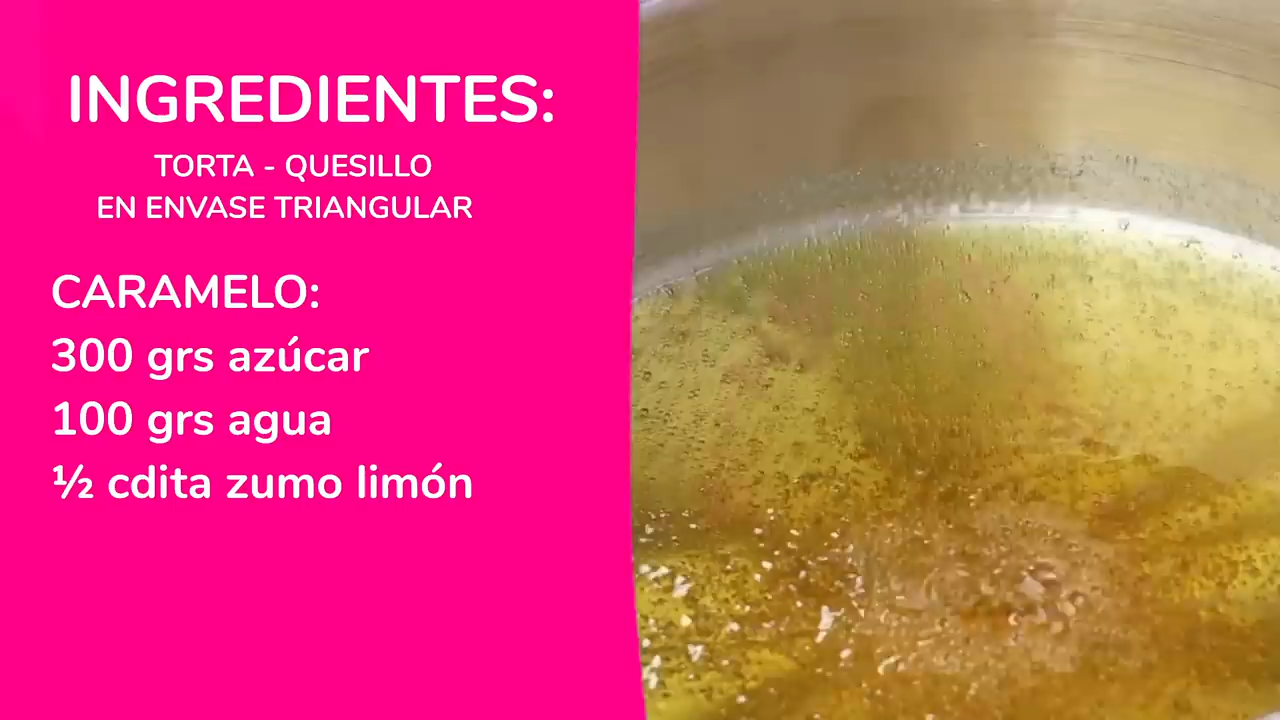 INGREDIENTES:
TORTA - QUESILLO
EN ENVASE TRIANGULAR
CARAMELO:
300 grs azúcar
100 grs agua
½ cdita zumo limón